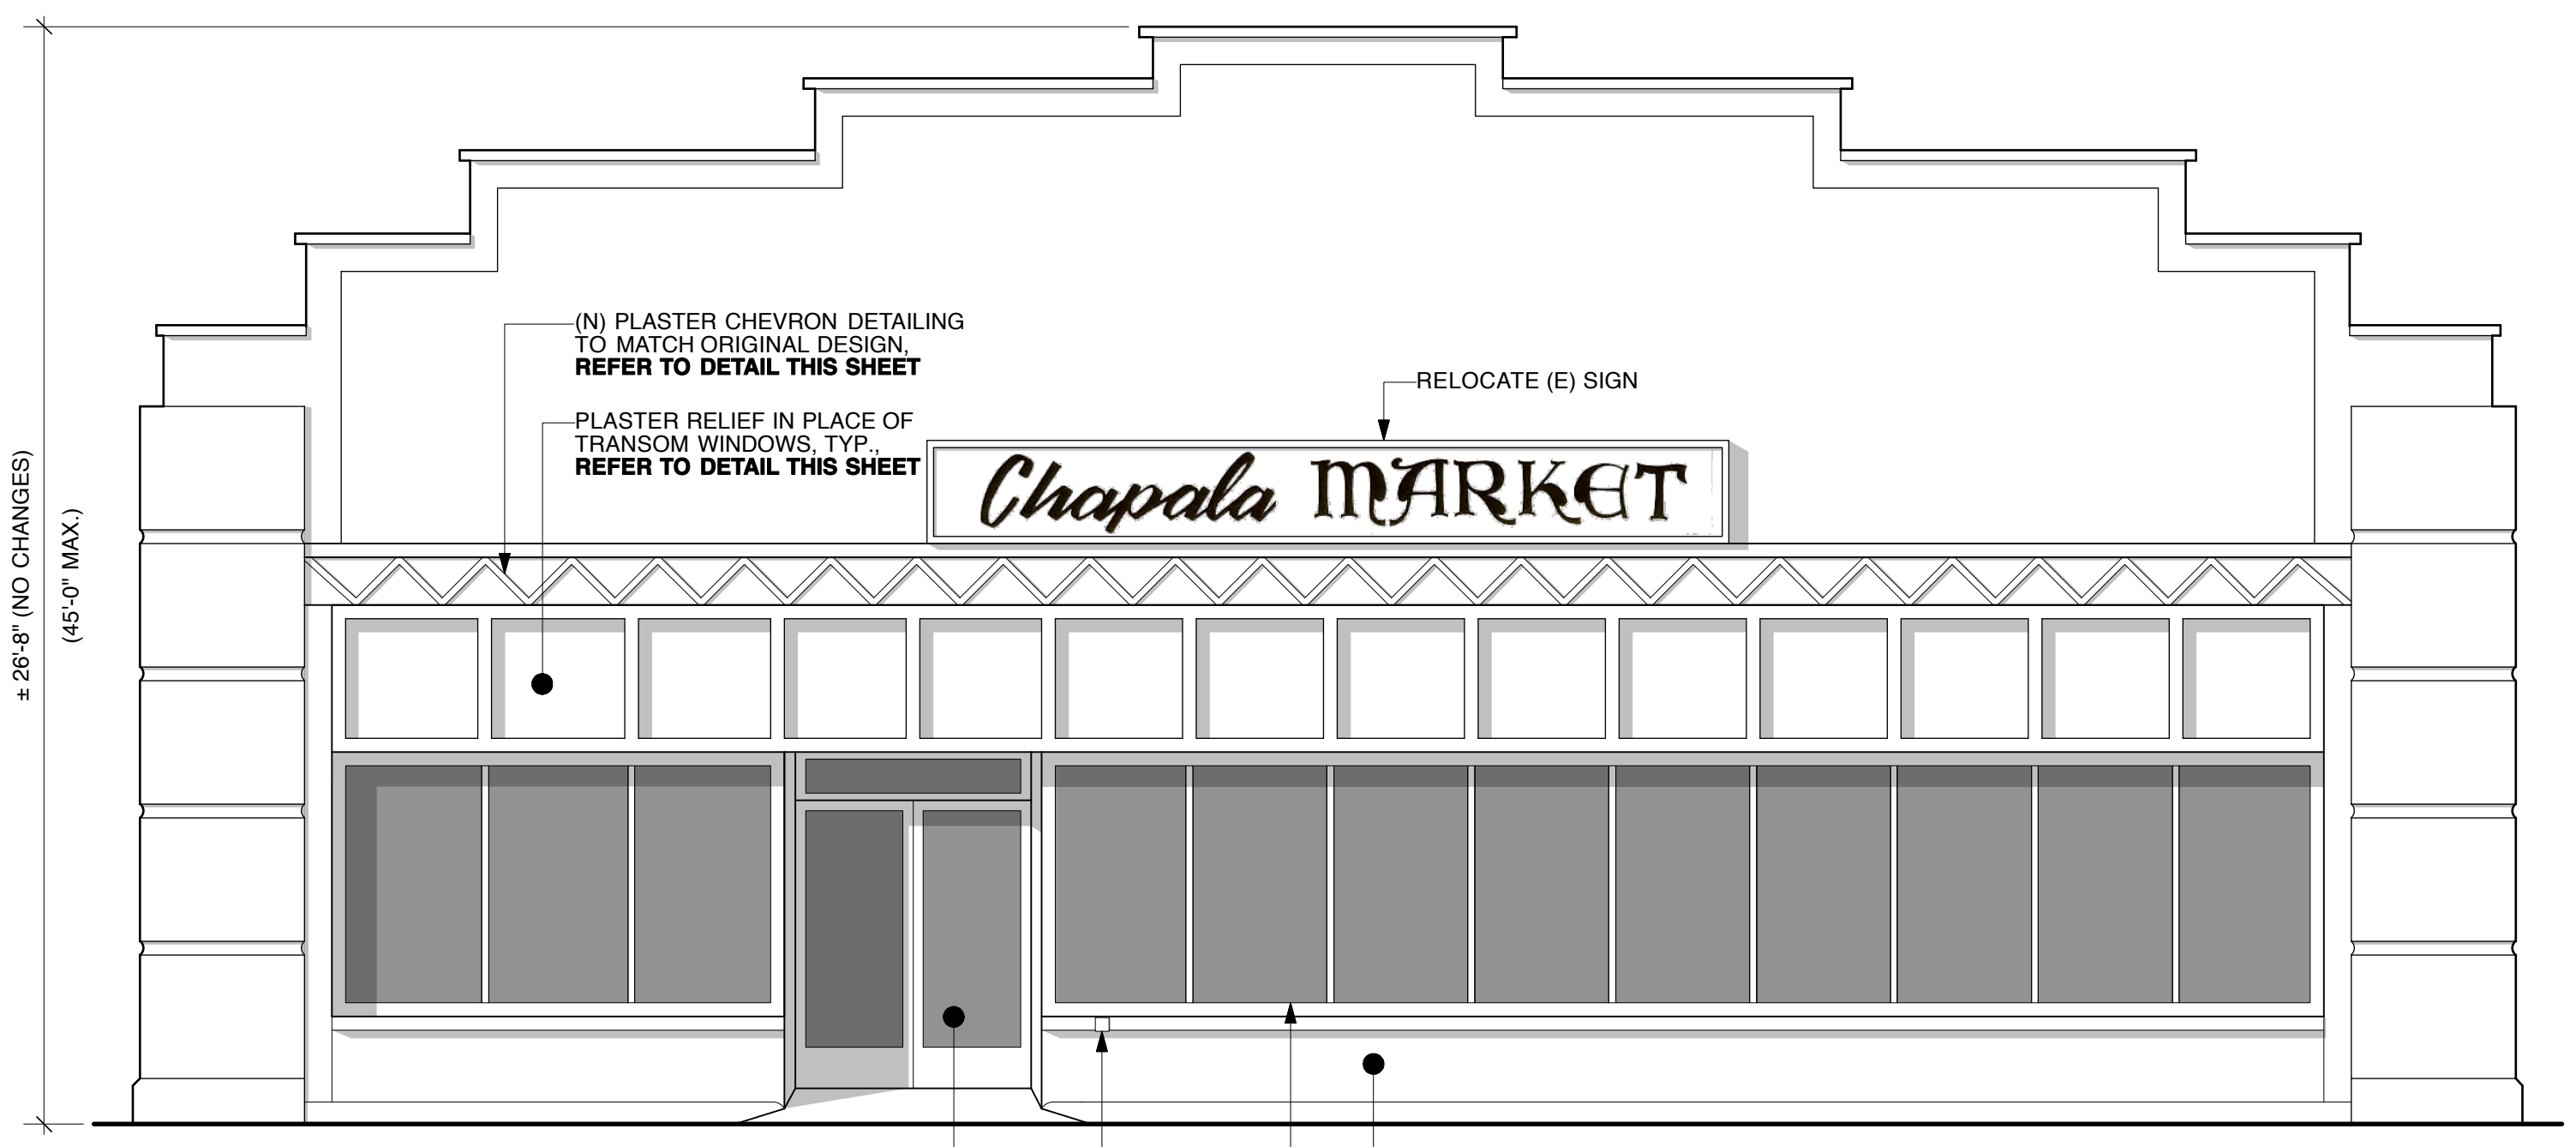 (N) PLASTER CHEVRON DETAILING
TO MATCH ORIGINAL DESIGN,
REFER TO DETAIL THIS SHEET
PLASTER RELIEF IN PLACE OF
TRANSOM WINDOWS, TYP.,
REFER TO DETAIL THIS SHEET
RELOCATE (E) SIGN
Chapala MARKET
± 26'-8" (NO CHANGES)
(45'-0" MAX.)